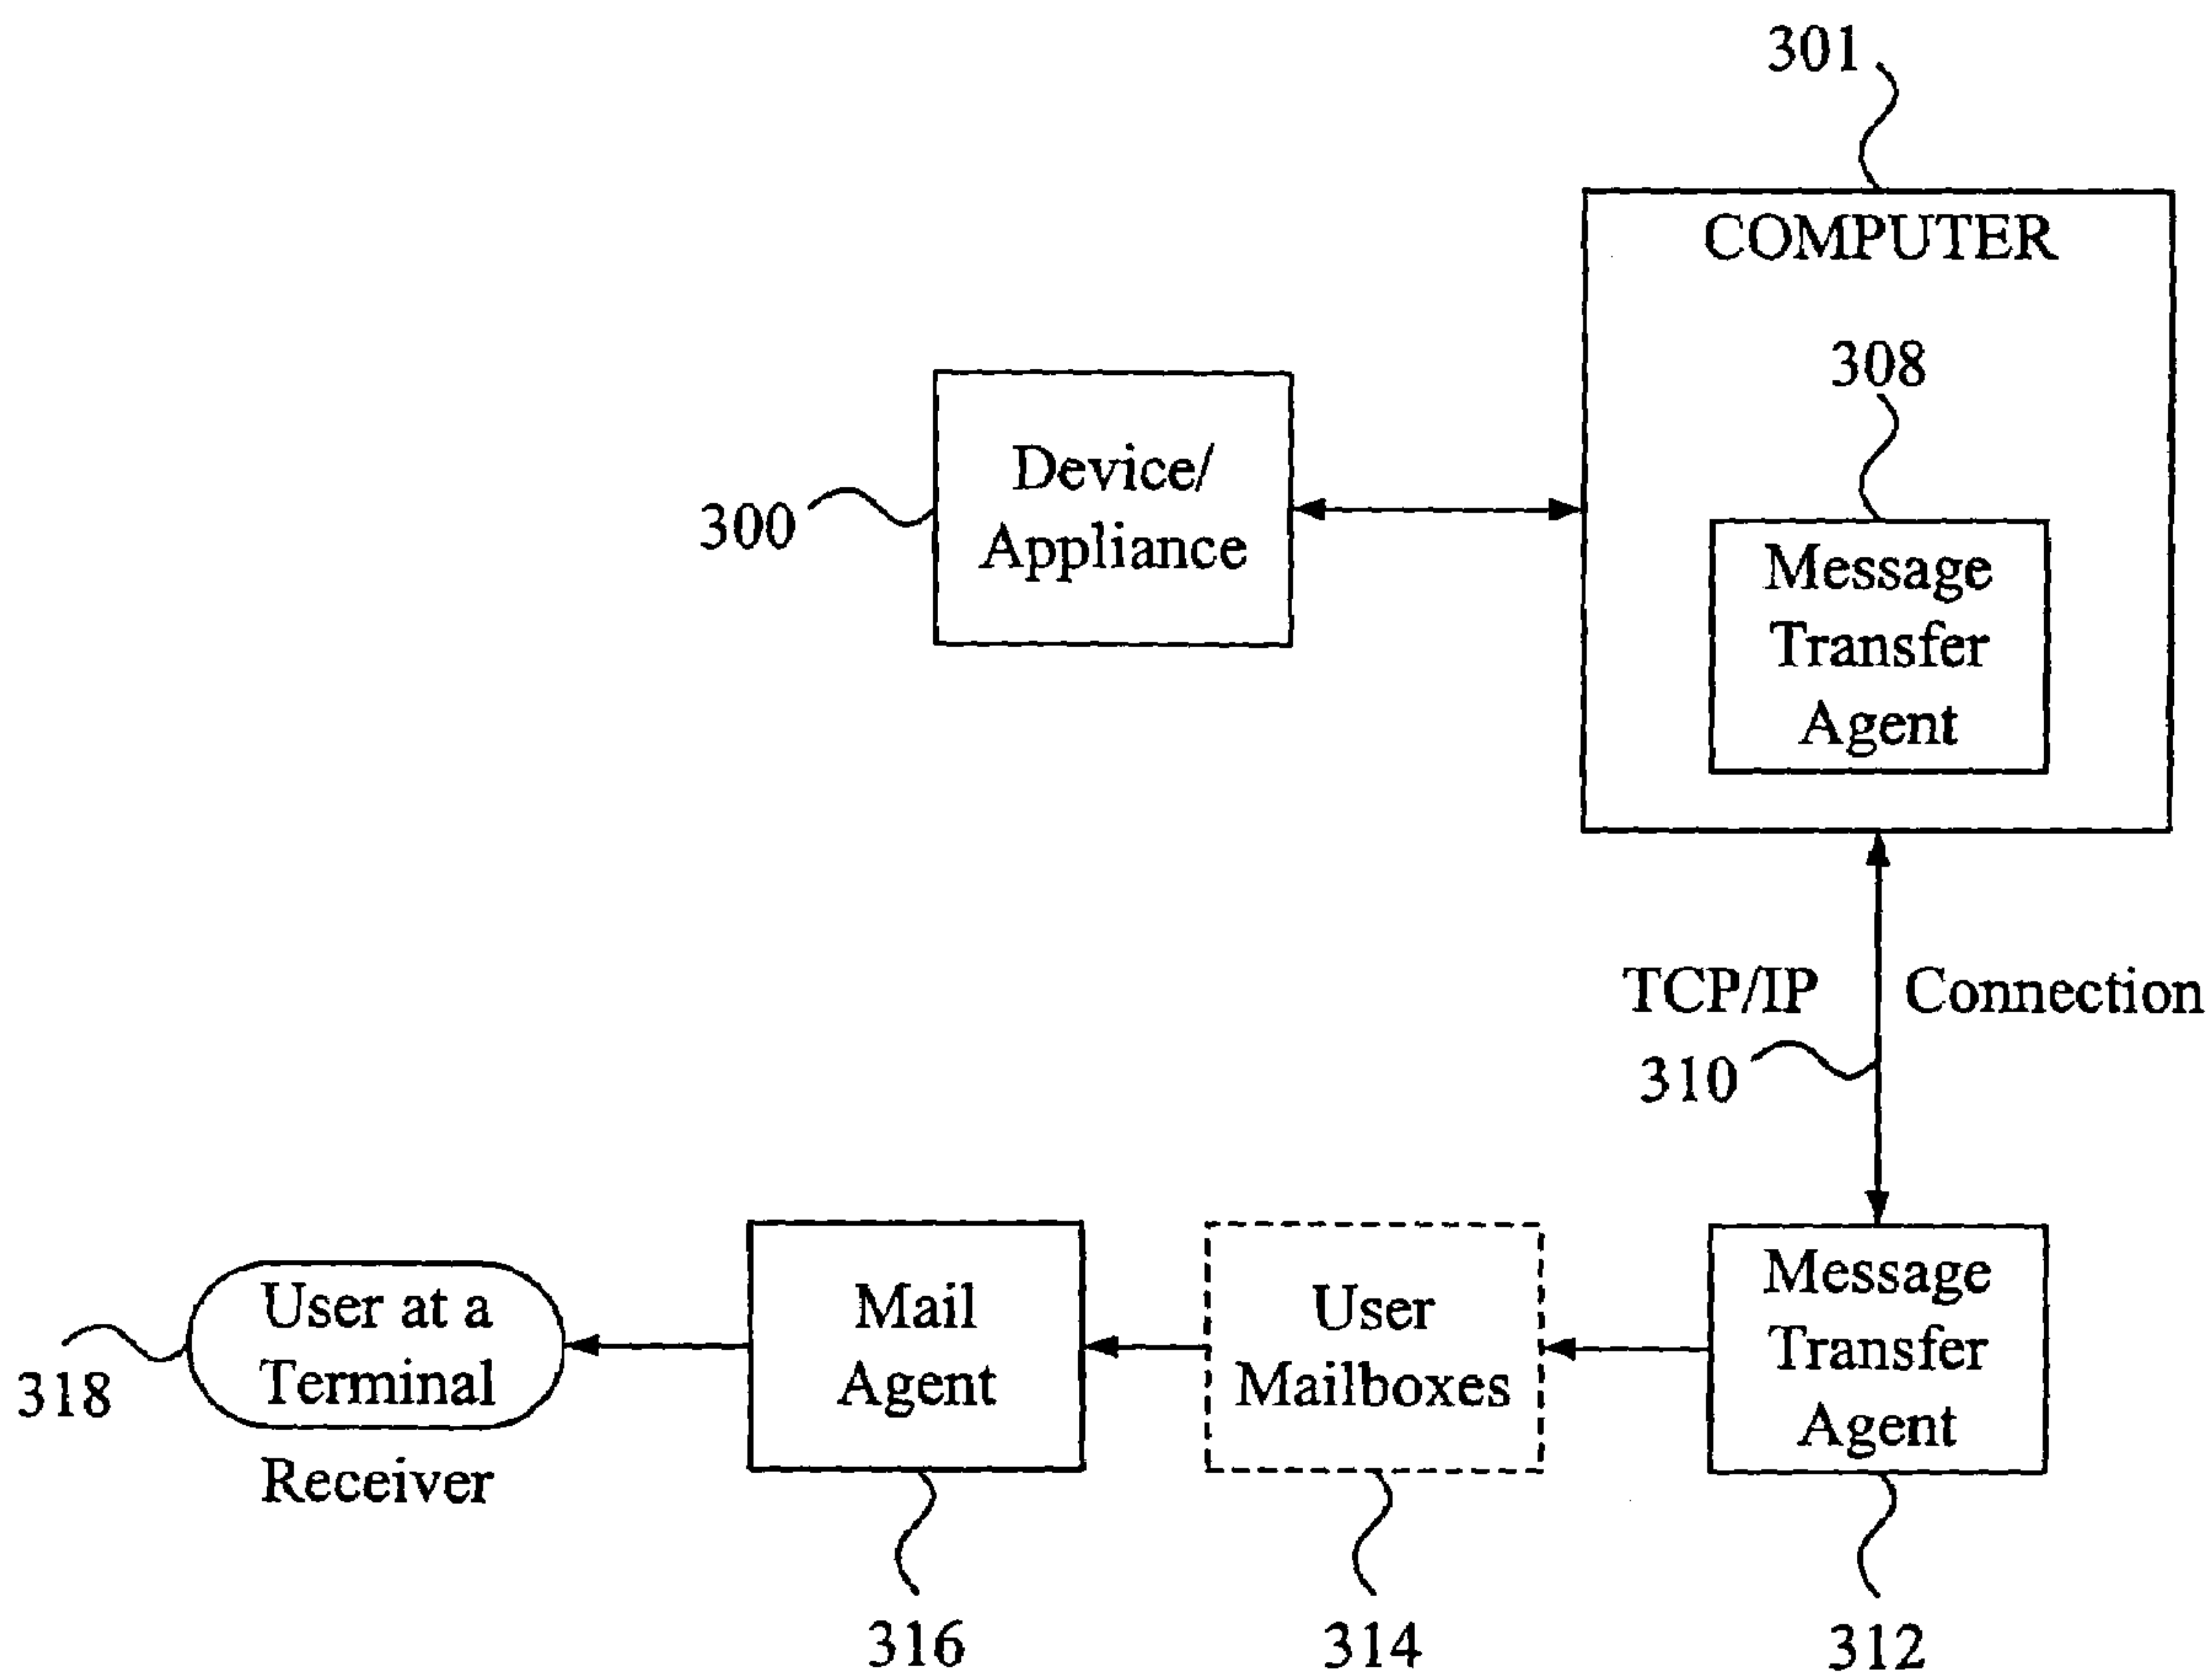 301
COMPUTER
308
Device/
Appliance
300
Message
Transfer
Agent
TCP/IP Connection
310
User at a
Terminal
318
Receiver
Mail
Agent
316
User
Mailboxes
314
Message
Transfer
Agent
312